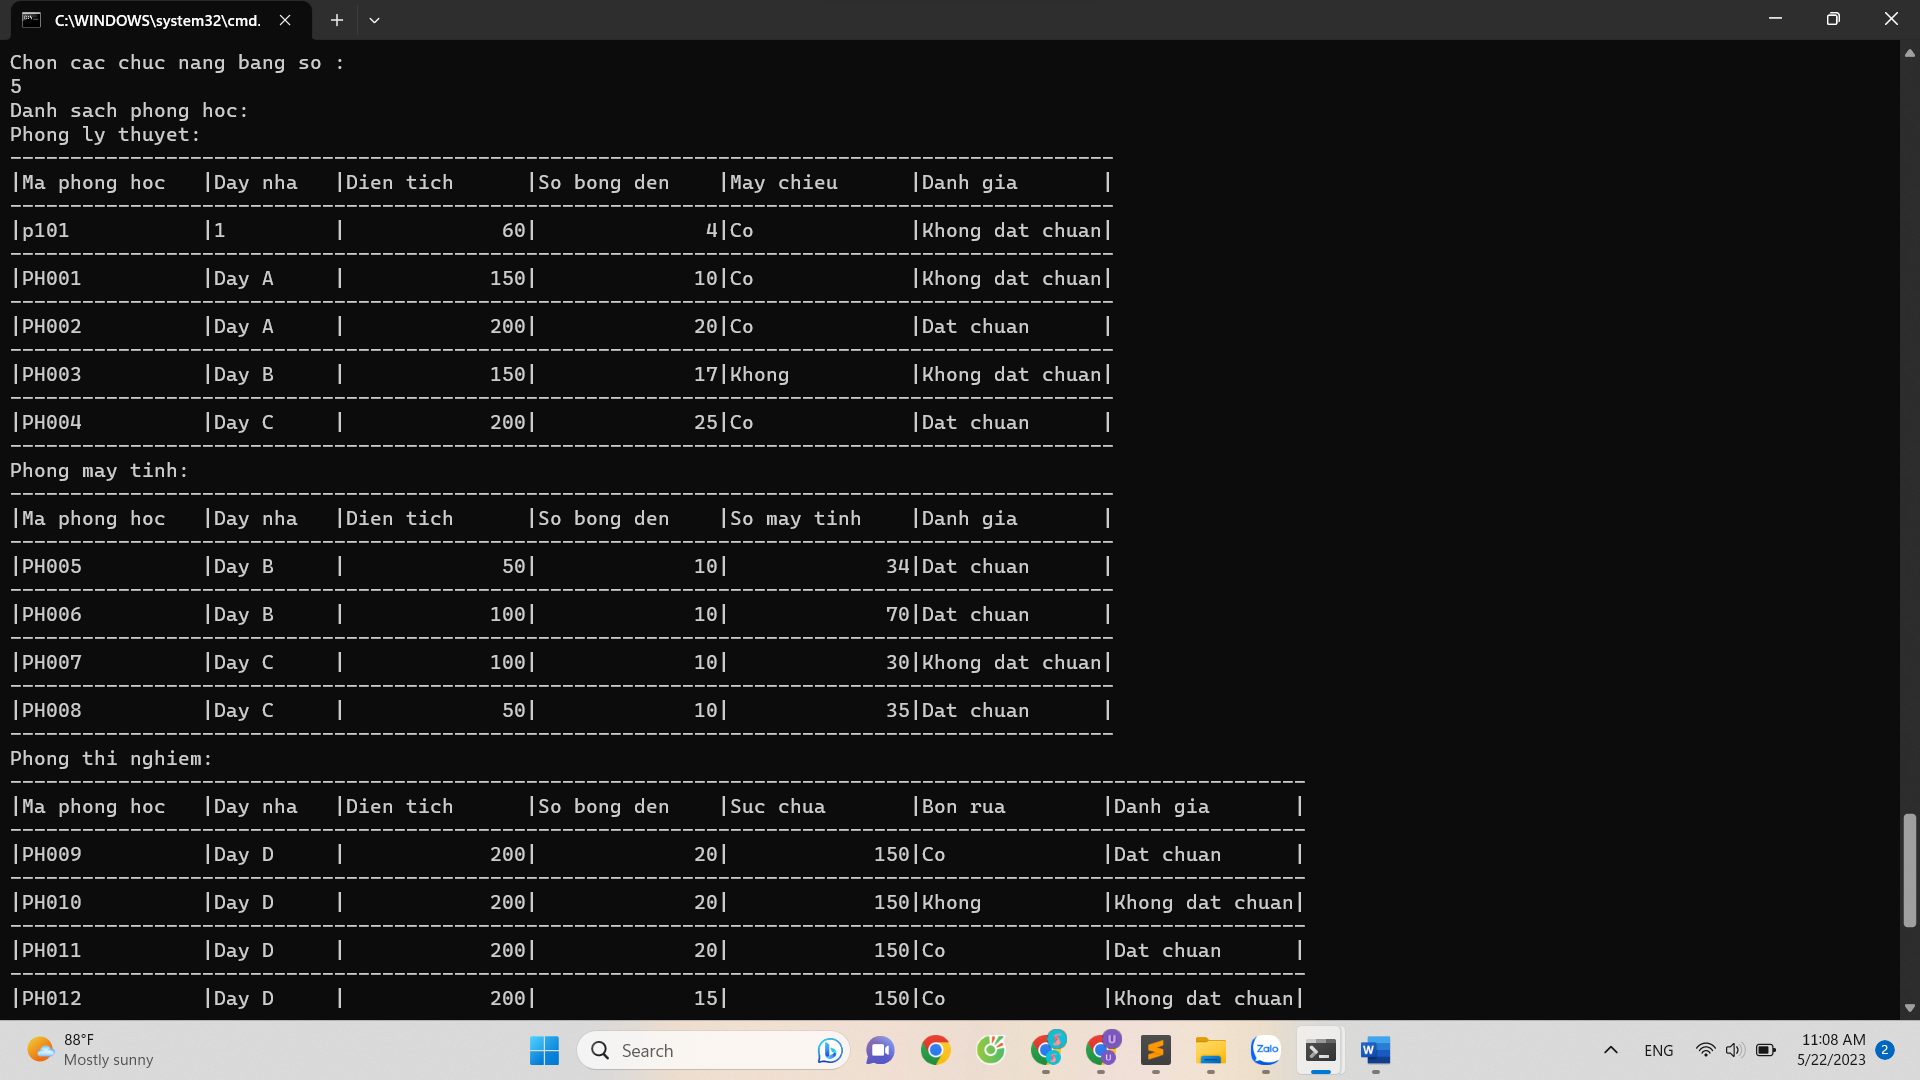 C:\WINDOWS\system32\cmd.
Chon cac chuc nang bang so :
5
Danh sach phong hoc:
Phong ly thuyet:
--------------------------------------------------------------------------------------------
|Ma phong hoc   |Day nha   |Dien tich      |So bong den    |May chieu      |Danh gia       |
--------------------------------------------------------------------------------------------
|p101           |1         |             60|              4|Co             |Khong dat chuan|
--------------------------------------------------------------------------------------------
|PH001          |Day A     |            150|             10|Co             |Khong dat chuan|
--------------------------------------------------------------------------------------------
|PH002          |Day A     |            200|             20|Co             |Dat chuan      |
--------------------------------------------------------------------------------------------
|PH003          |Day B     |            150|             17|Khong          |Khong dat chuan|
--------------------------------------------------------------------------------------------
|PH004          |Day C     |            200|             25|Co             |Dat chuan      |
--------------------------------------------------------------------------------------------
Phong may tinh:
--------------------------------------------------------------------------------------------
|Ma phong hoc   |Day nha   |Dien tich      |So bong den    |So may tinh    |Danh gia       |
--------------------------------------------------------------------------------------------
|PH005          |Day B     |             50|             10|             34|Dat chuan      |
--------------------------------------------------------------------------------------------
|PH006          |Day B     |            100|             10|             70|Dat chuan      |
--------------------------------------------------------------------------------------------
|PH007          |Day C     |            100|             10|             30|Khong dat chuan|
--------------------------------------------------------------------------------------------
|PH008          |Day C     |             50|             10|             35|Dat chuan      |
--------------------------------------------------------------------------------------------
Phong thi nghiem:
------------------------------------------------------------------------------------------------------------
|Ma phong hoc   |Day nha   |Dien tich      |So bong den    |Suc chua       |Bon rua        |Danh gia       |
------------------------------------------------------------------------------------------------------------
|PH009          |Day D     |            200|             20|            150|Co             |Dat chuan      |
------------------------------------------------------------------------------------------------------------
|PH010          |Day D     |            200|             20|            150|Khong          |Khong dat chuan|
------------------------------------------------------------------------------------------------------------
|PH011          |Day D     |            200|             20|            150|Co             |Dat chuan      |
------------------------------------------------------------------------------------------------------------
|PH012          |Day D     |            200|             15|            150|Co             |Khong dat chuan|
88°F
Mostly sunny
Search
U
U
Zalo
W
ENG
11:08 AM
5/22/2023
2